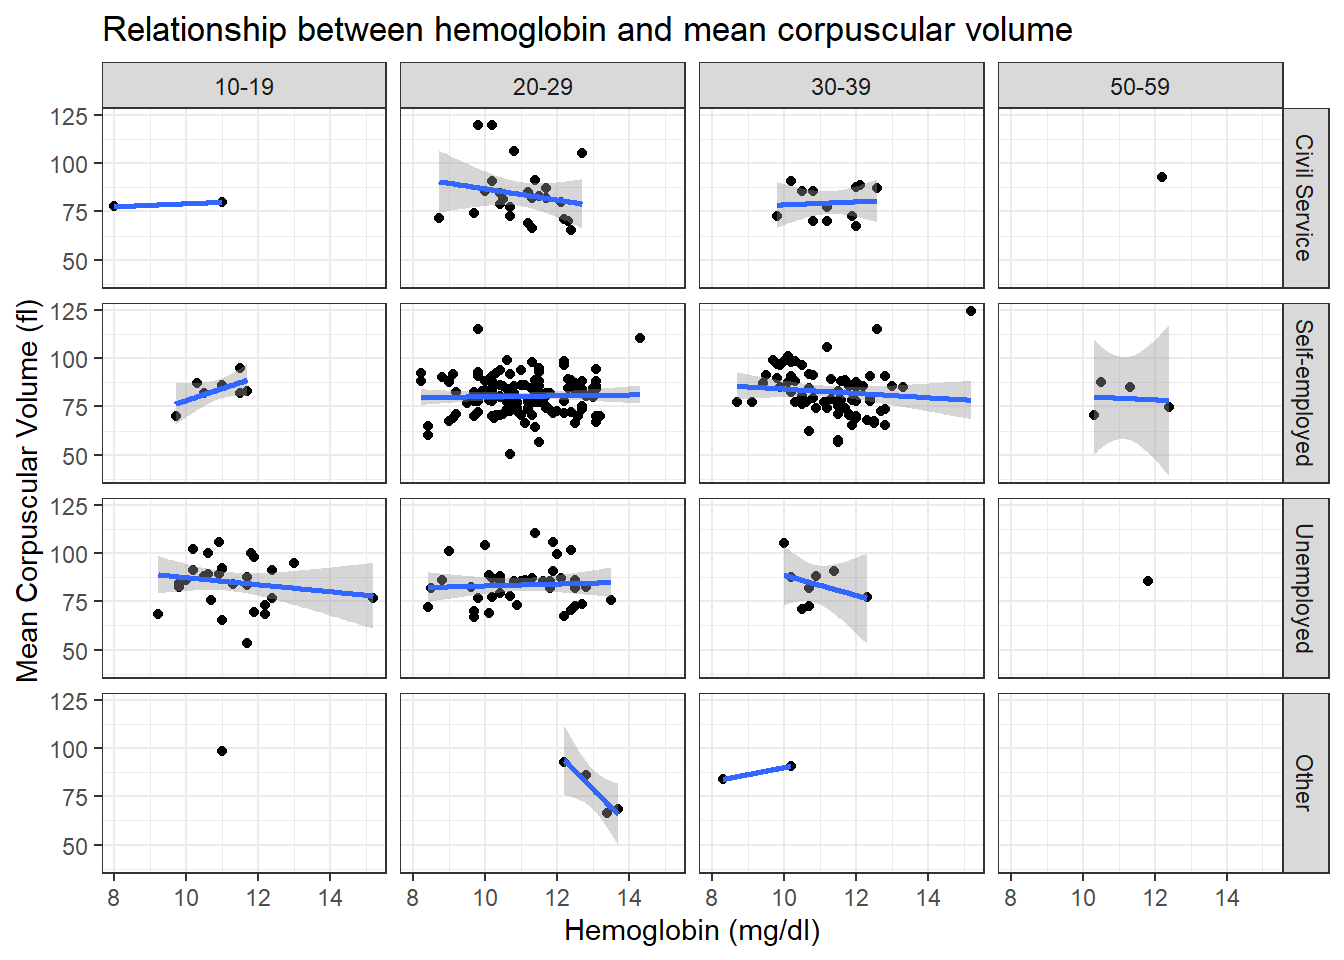 Relationship between hemoglobin and mean corpuscular volume
10-19 20-29 30-39 50-59
125
100
75
50
Civil Service
125
100
75
50
Self-employed
125
100
75
50
Unemployed
125
100
75
50
Other
Mean Corpuscular Volume (fl)
8 10 12 14 8 10 12 14 8 10 12 14 8 10 12 14
Hemoglobin (mg/dl)